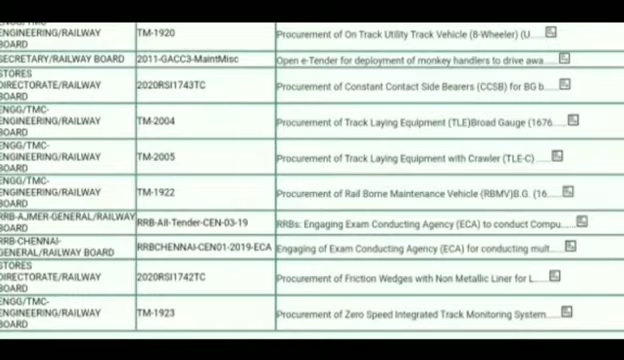 ENGG/TMC-
ENGINEERING/RAILWAY
BOARD
TM-1920
Procurement of On Track Utility Track Vehicle (8-Wheeler) (U....
SECRETARY/RAILWAY BOARD
2011-GACC3-MaintMisc
Open e-Tender for deployment of monkey handlers to drive awa....
STORES
DIRECTORATE/RAILWAY
BOARD
2020RSI1743TC
Procurement of Constant Contact Side Bearers (CCSB) for BG b....
ENGG/TMC-
ENGINEERING/RAILWAY
BOARD
TM-2004
Procurement of Track Laying Equipment (TLE)Broad Gauge (1676....
ENGG/TMC-
ENGINEERING/RAILWAY
BOARD
TM-2005
Procurement of Track Laying Equipment with Crawler (TLE-C)....
ENGG/TMC-
ENGINEERING/RAILWAY
BOARD
TM-1922
Procurement of Rail Borne Maintenance Vehicle (RBMV)B.G. (16....
RRB-AJMER-GENERAL/RAILWAY
BOARD
RRB-All-Tender-CEN-03-19
RRBs: Engaging Exam Conducting Agency (ECA) to conduct Compu....
RRB-CHENNAI-
GENERAL/RAILWAY BOARD
RRBCHENNAI-CEN01-2019-ECA
Engaging of Exam Conducting Agency (ECA) for conducting mult....
STORES
DIRECTORATE/RAILWAY
BOARD
2020RSI1742TC
Procurement of Friction Wedges with Non Metallic Liner for L....
ENGG/TMC-
ENGINEERING/RAILWAY
BOARD
TM-1923
Procurement of Zero Speed Integrated Track Monitoring System....